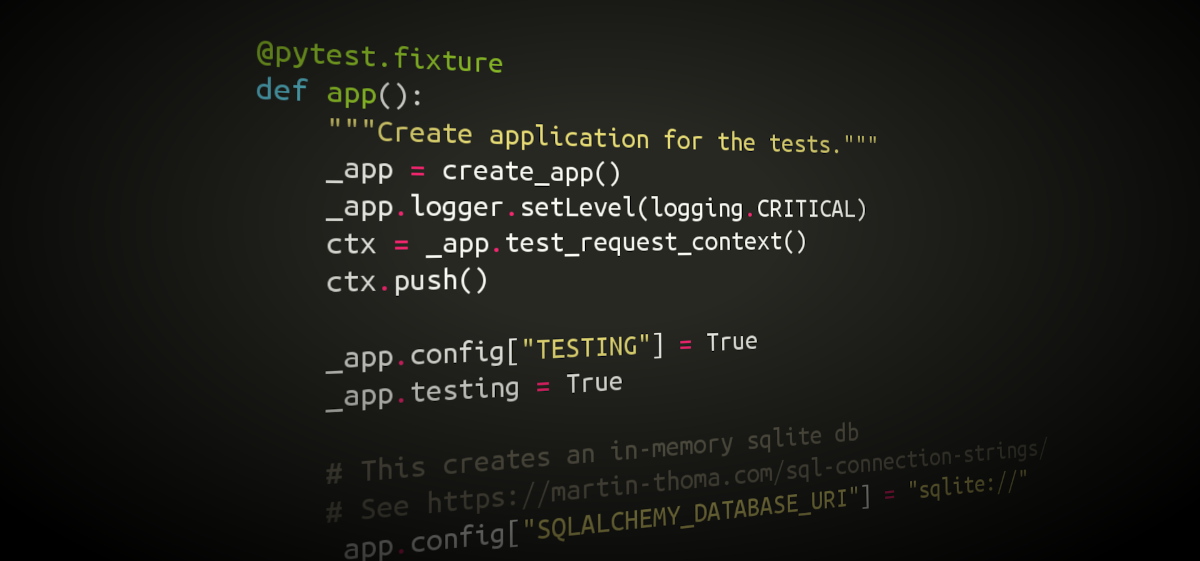 @pytest.fixture
def app():
    """Create application for the tests."""
    _app = create_app()
    _app.logger.setLevel(logging.CRITICAL)
    ctx = _app.test_request_context()
    ctx.push()

    _app.config["TESTING"] = True
    _app.testing = True

    # This creates an in-memory sqlite db
    # See https://martin-thoma.com/sql-connection-strings/
    _app.config["SQLALCHEMY_DATABASE_URI"] = "sqlite://"